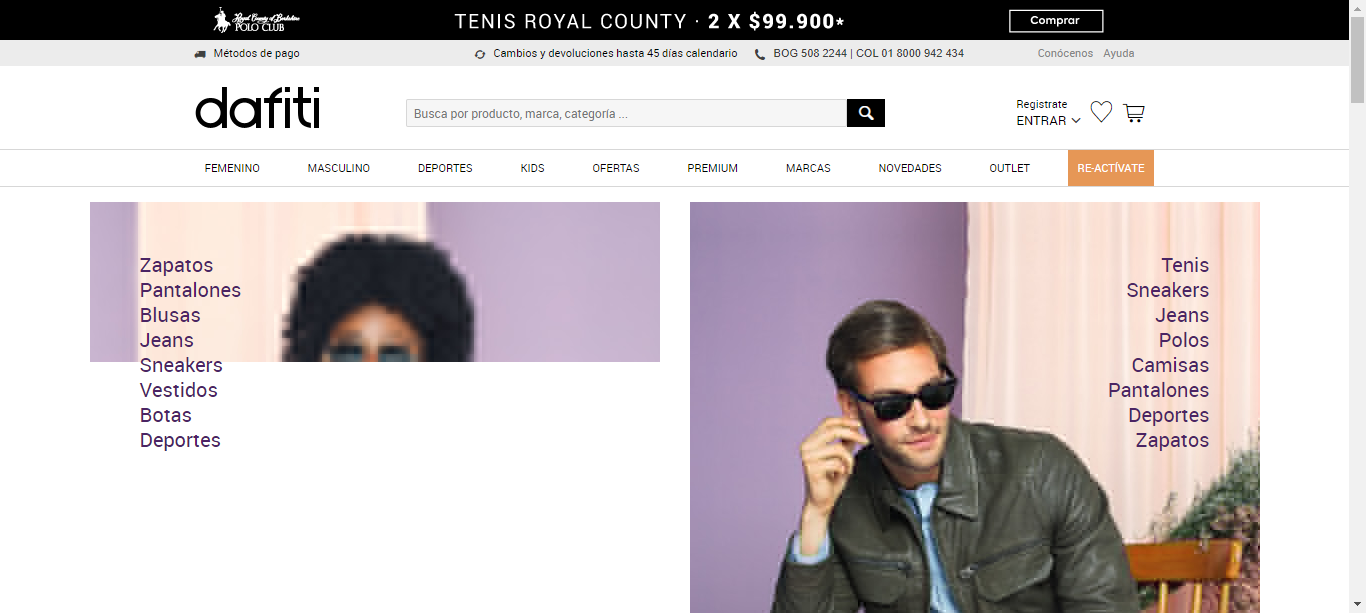 Royal County of Berkshire
POLO CLUB
TENIS ROYAL COUNTY · 2 X $99.900*
Comprar
Métodos de pago
Cambios y devoluciones hasta 45 días calendario
BOG 508 2244 | COL 01 8000 942 434
Conócenos
Ayuda
dafiti
Busca por producto, marca, categoría ...
Registrate
ENTRAR
FEMENINO
MASCULINO
DEPORTES
KIDS
OFERTAS
PREMIUM
MARCAS
NOVEDADES
OUTLET
RE-ACTÍVATE
Zapatos
Pantalones
Blusas
Jeans
Sneakers
Vestidos
Botas
Deportes
Tenis
Sneakers
Jeans
Polos
Camisas
Pantalones
Deportes
Zapatos